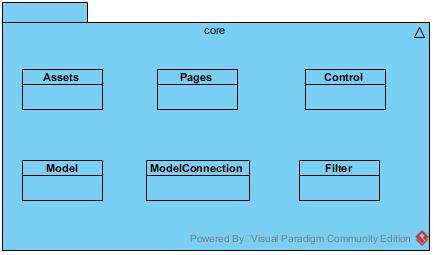 core
Assets
Pages
Control
Model
ModelConnection
Filter
Powered By Visual Paradigm Community Edition